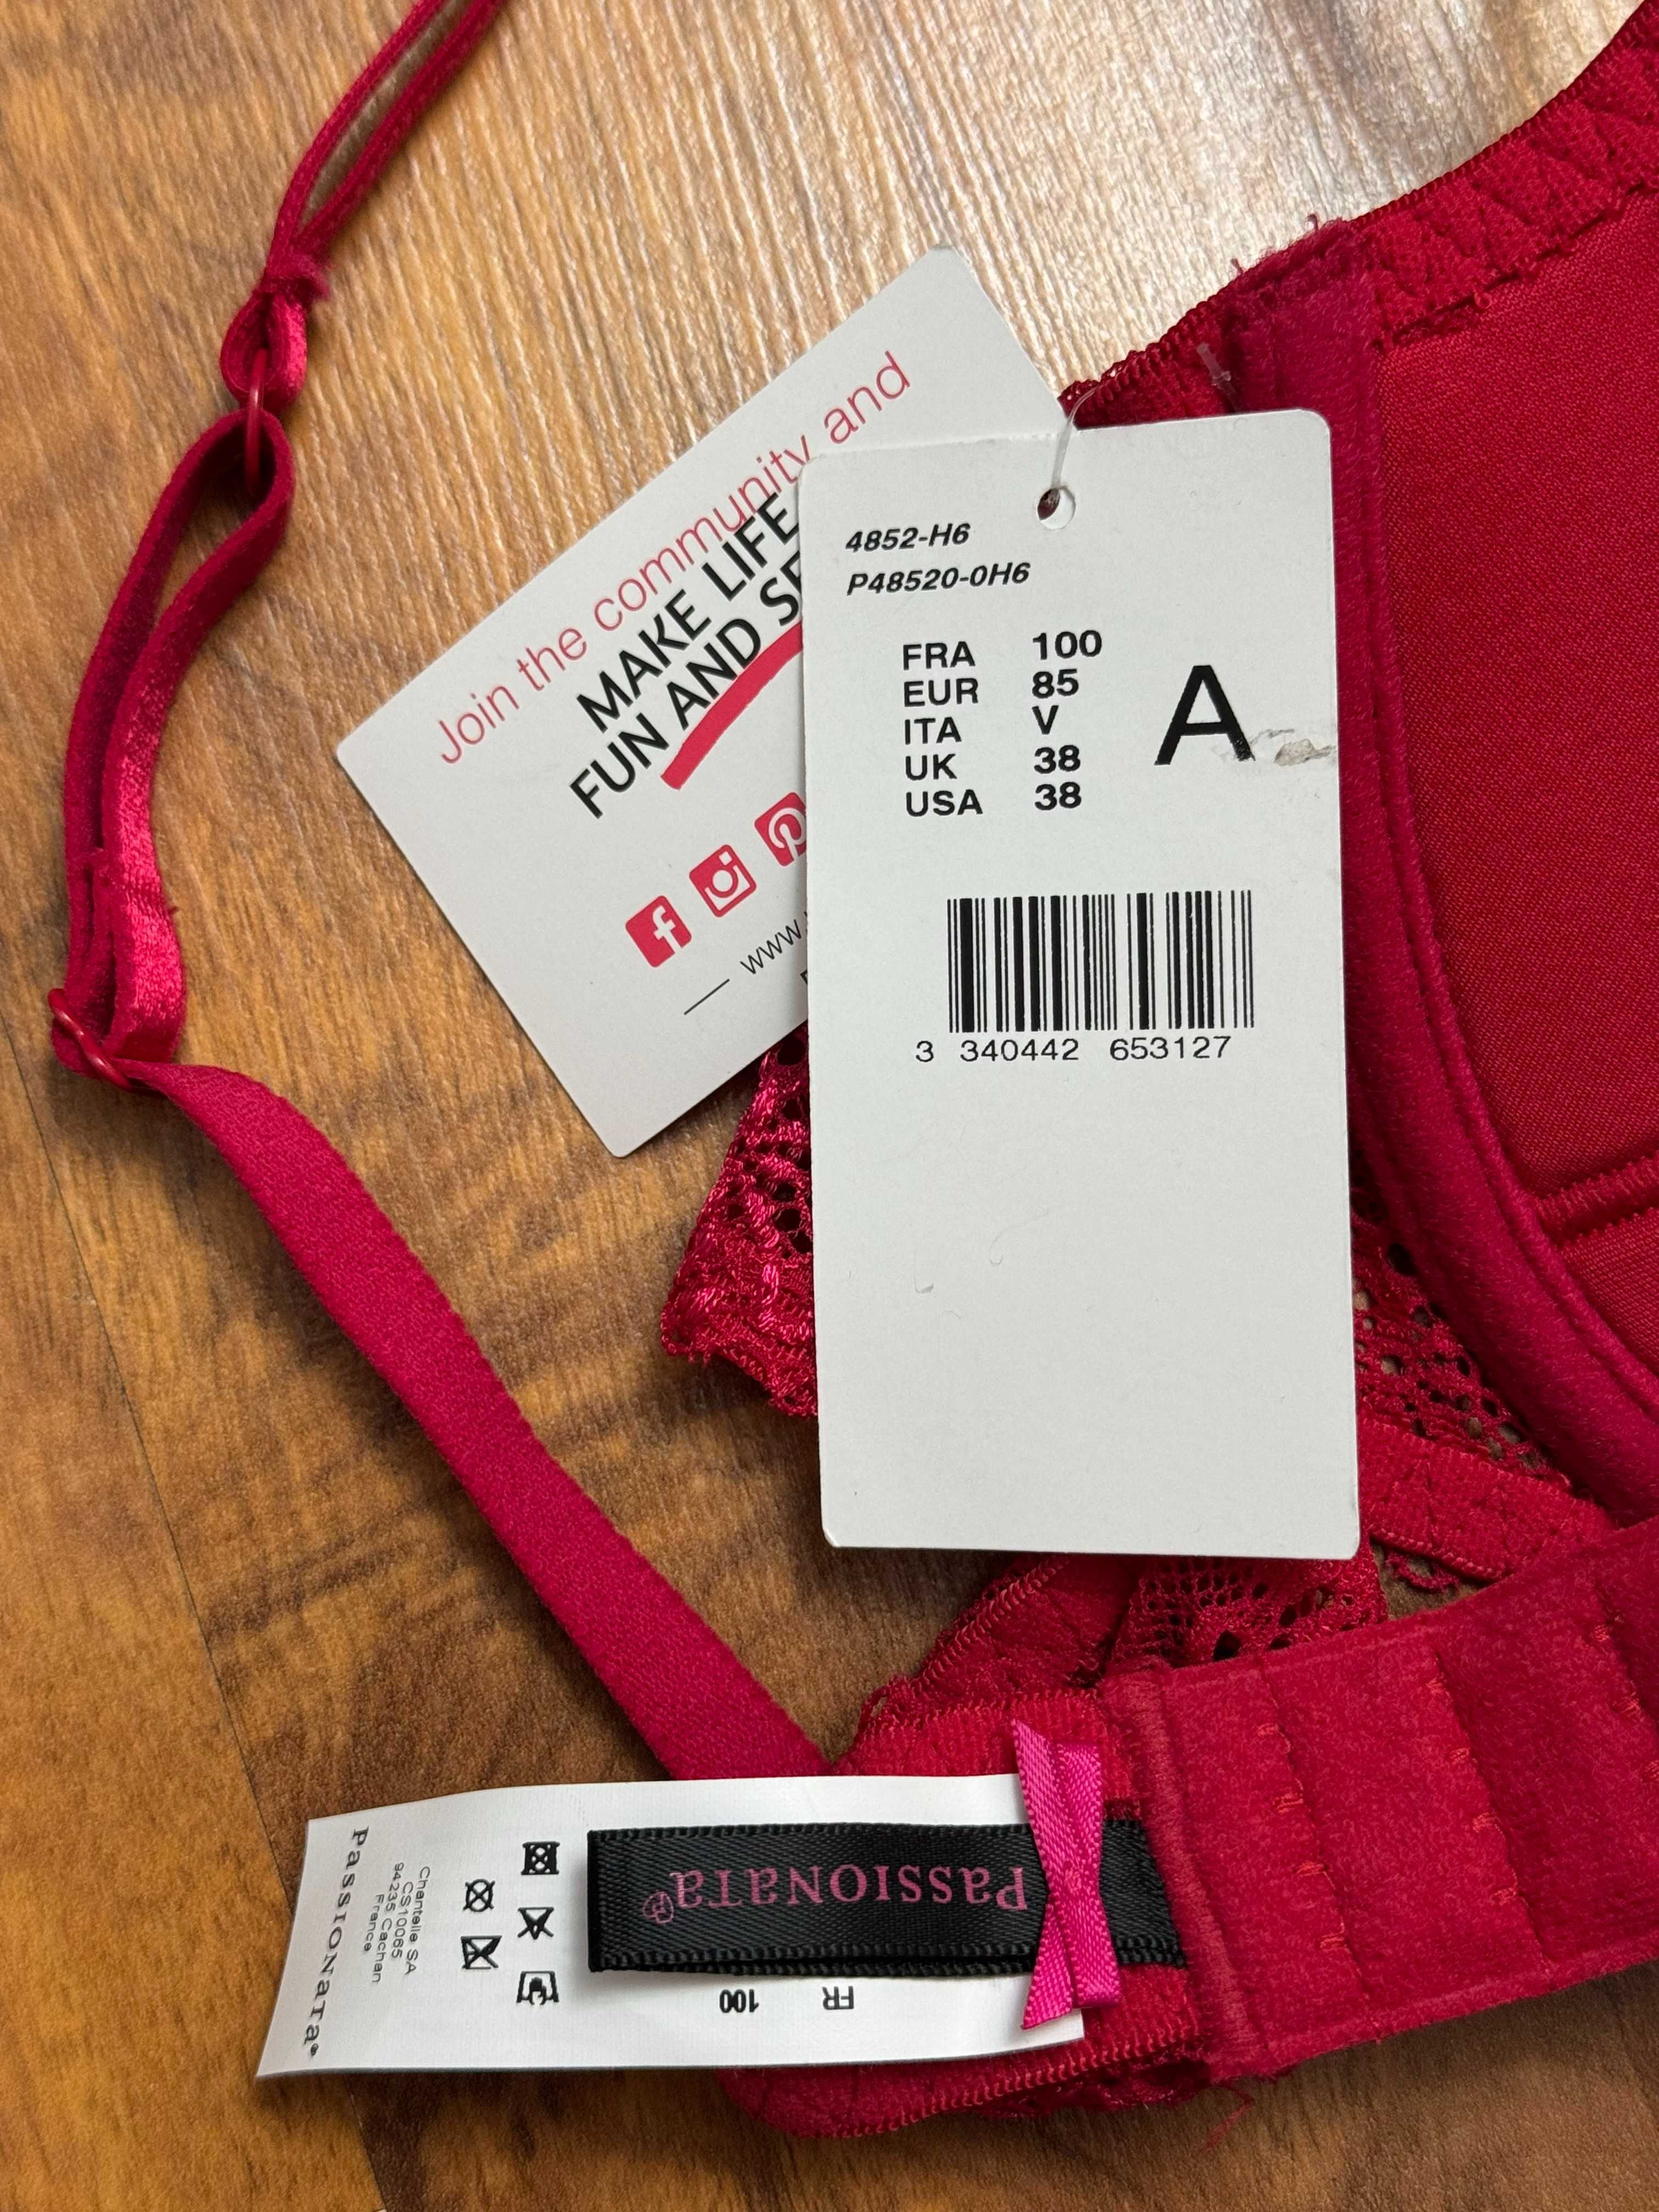 Join the community and
MAKE LIFE
FUN AND SE
www.
4852-H6
P48520-0H6
FRA 100
EUR 85
ITA V
UK 38
USA 38
A
3 340442 653127
Passionata®
FR
100
Chantelle SA
CS10065
94235 Cachan
France
Passionata®